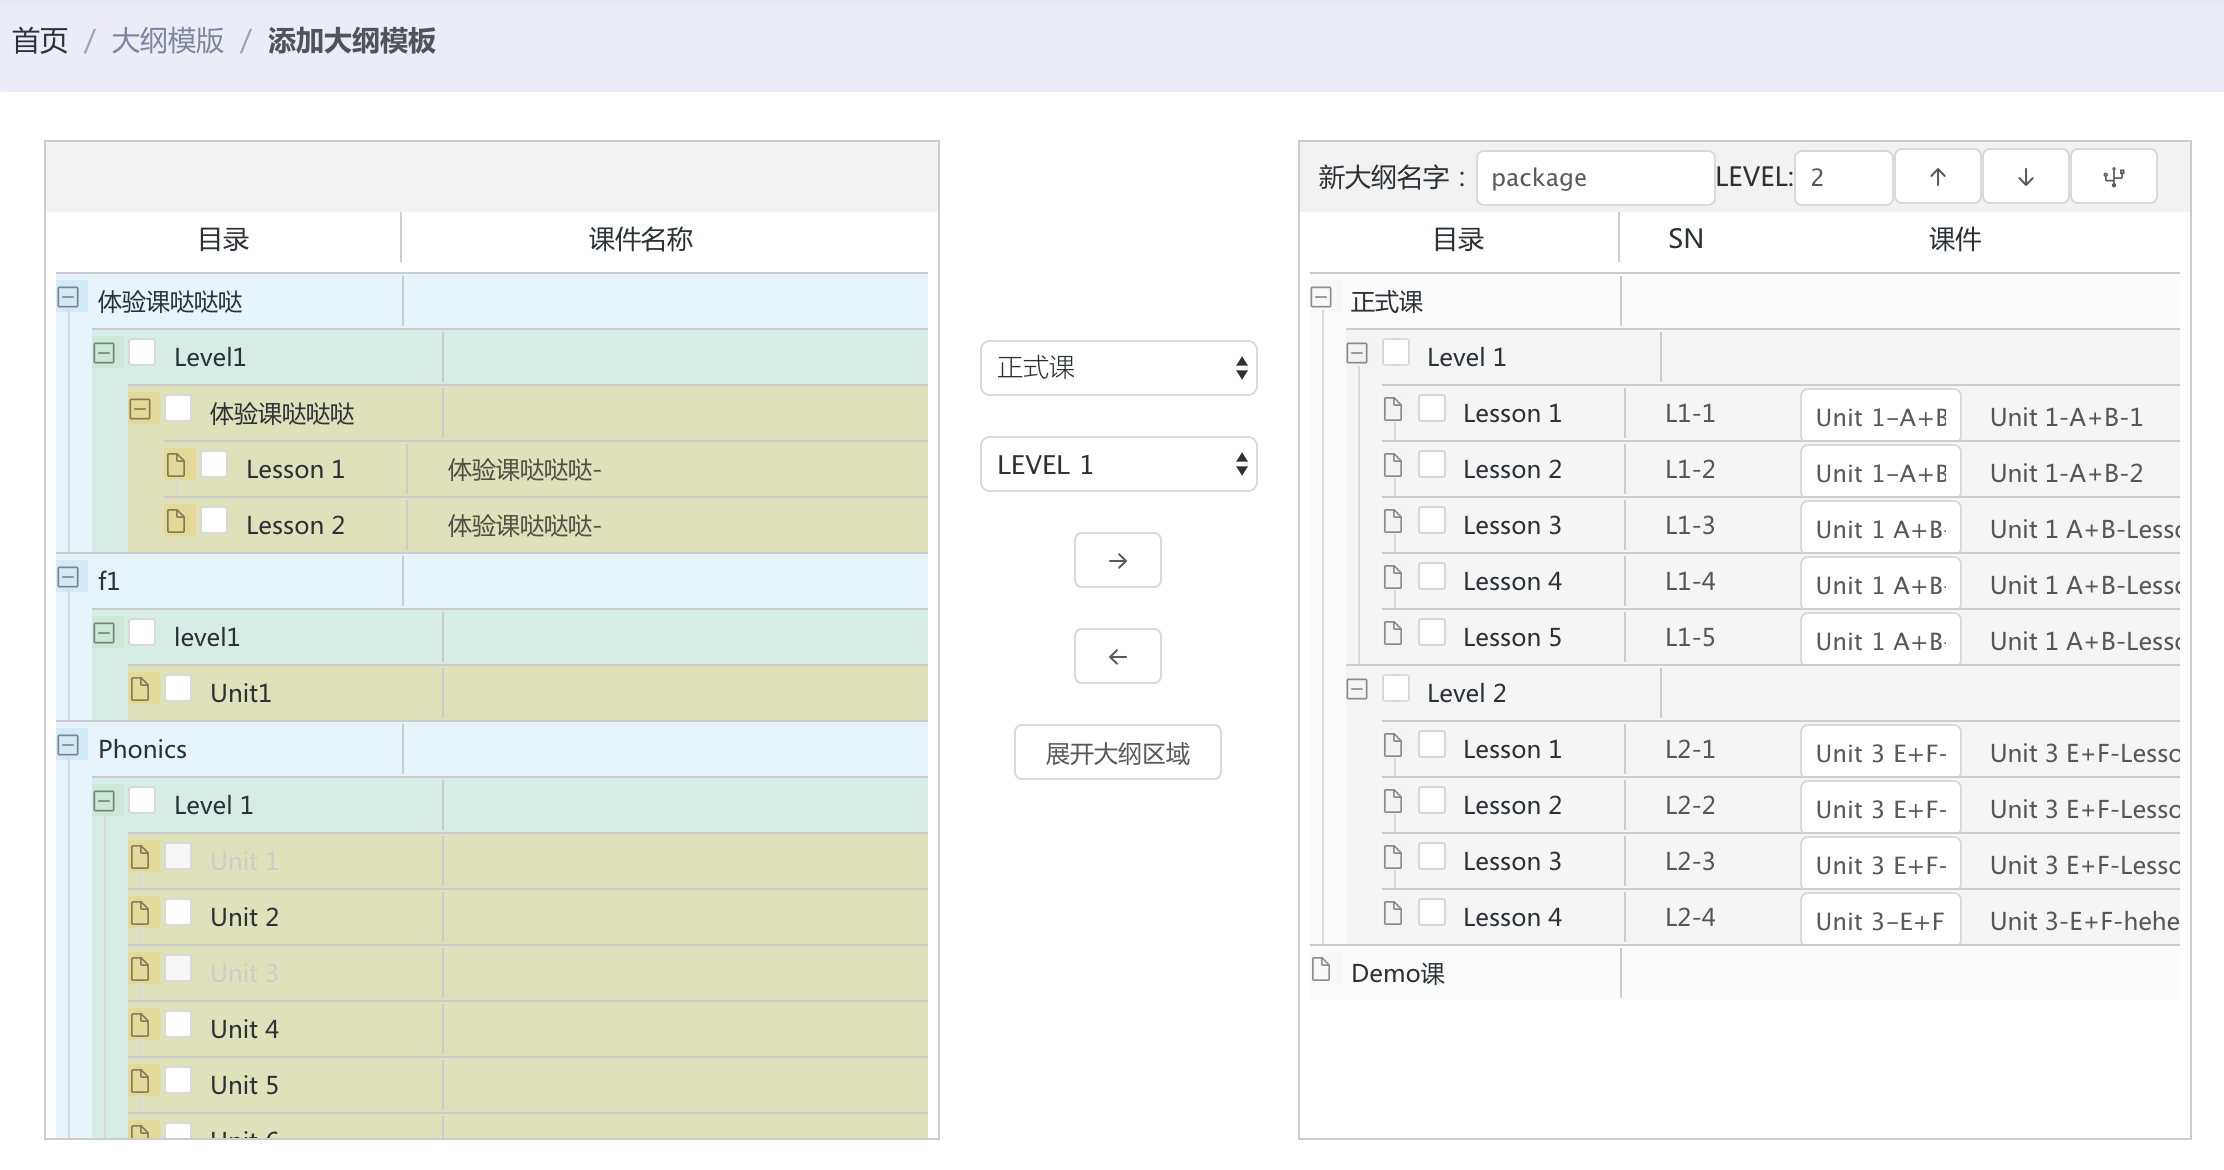 首页 / 大纲模版 / 添加大纲模板
目录 课件名称
体验课哒哒哒
Level1
体验课哒哒哒
Lesson 1 体验课哒哒哒-
Lesson 2 体验课哒哒哒-
f1
level1
Unit1
Phonics
Level 1
Unit 1
Unit 2
Unit 3
Unit 4
Unit 5
Unit 6
正式课
LEVEL 1
→
←
展开大纲区域
新大纲名字： package LEVEL: 2 ↑ ↓
目录 SN 课件
正式课
Level 1
Lesson 1 L1-1 Unit 1-A+B Unit 1-A+B-1
Lesson 2 L1-2 Unit 1-A+B Unit 1-A+B-2
Lesson 3 L1-3 Unit 1 A+B- Unit 1 A+B-Lesso
Lesson 4 L1-4 Unit 1 A+B- Unit 1 A+B-Lesso
Lesson 5 L1-5 Unit 1 A+B- Unit 1 A+B-Lesso
Level 2
Lesson 1 L2-1 Unit 3 E+F- Unit 3 E+F-Lesso
Lesson 2 L2-2 Unit 3 E+F- Unit 3 E+F-Lesso
Lesson 3 L2-3 Unit 3 E+F- Unit 3 E+F-Lesso
Lesson 4 L2-4 Unit 3-E+F Unit 3-E+F-hehe
Demo课